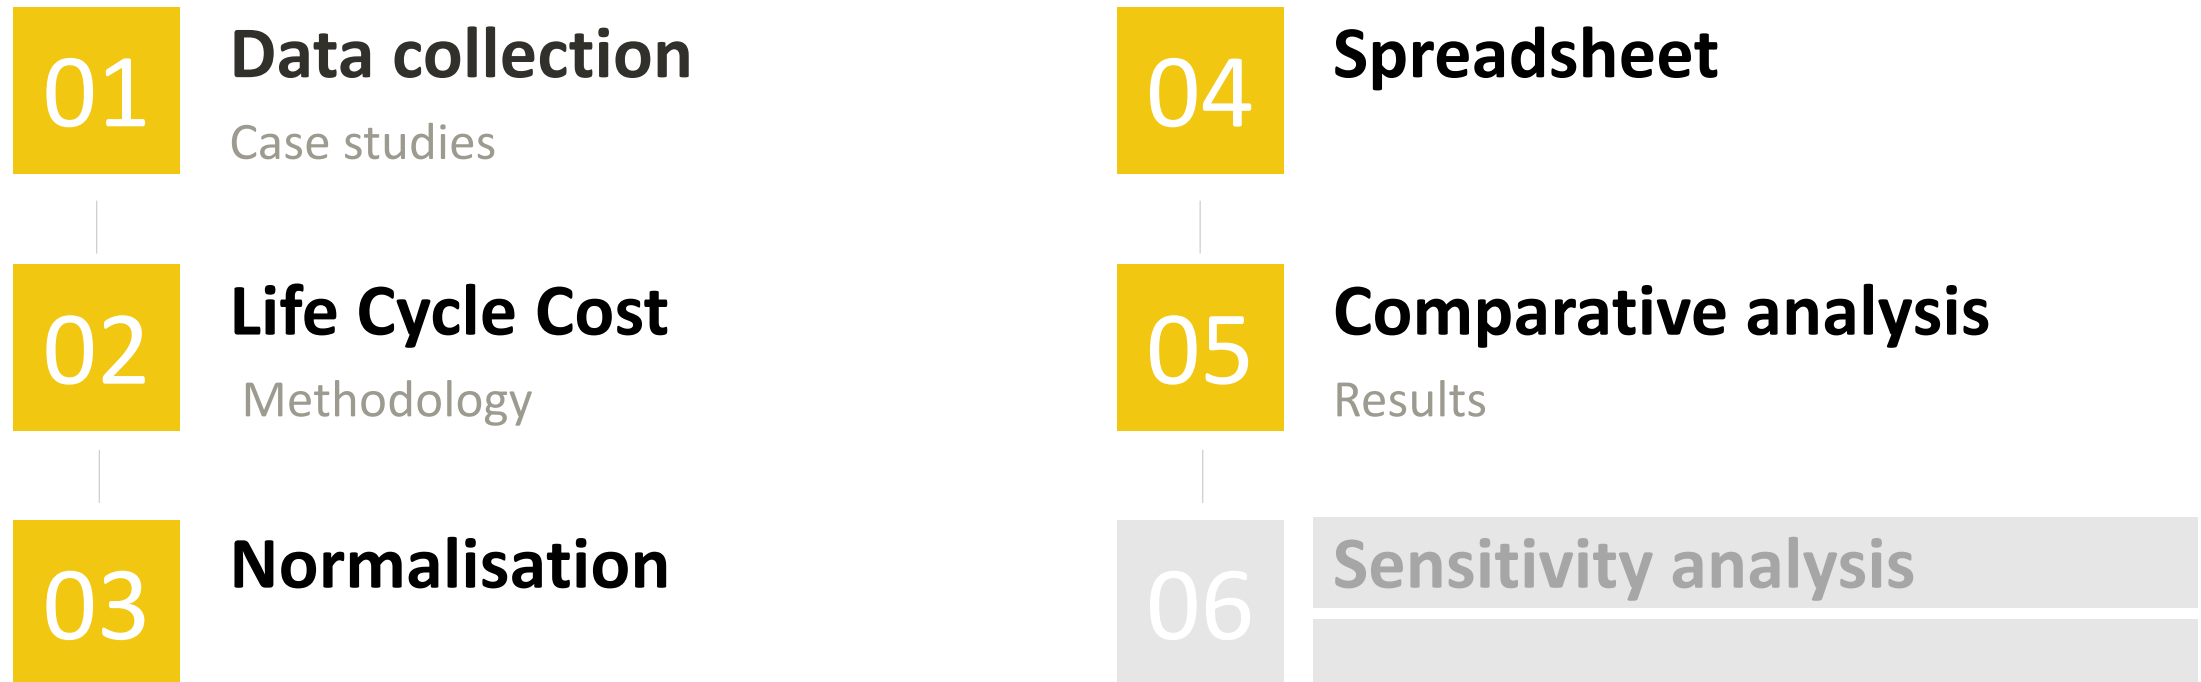 01
Data collection
Case studies
02
Life Cycle Cost
Methodology
03
Normalisation
04
Spreadsheet
05
Comparative analysis
Results
06
Sensitivity analysis